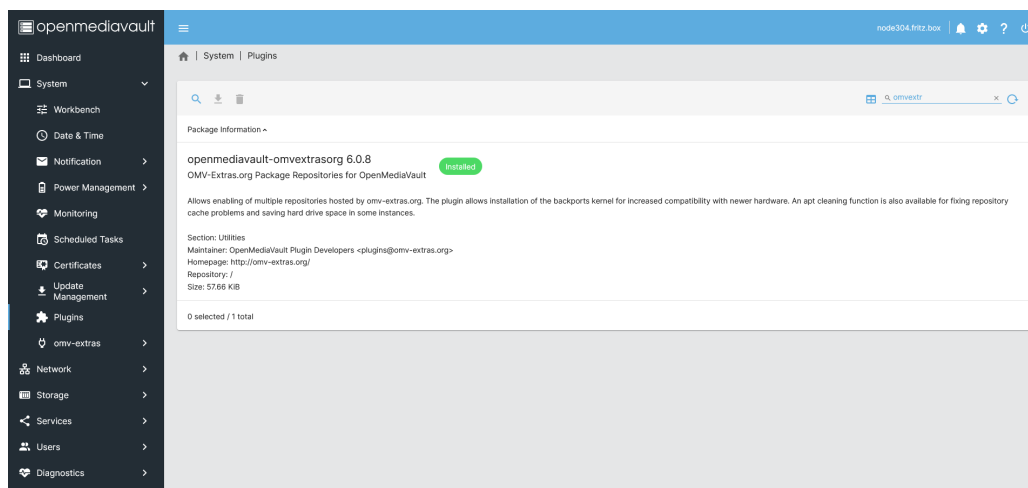 openmediavault
node304.fritz.box
Dashboard
System
Workbench
Date & Time
Notification
Power Management
Monitoring
Scheduled Tasks
Certificates
Update
Management
Plugins
omv-extras
Network
Storage
Services
Users
Diagnostics
| System | Plugins
omvextr
Package Information
openmediavault-omvextrasorg 6.0.8
OMV-Extras.org Package Repositories for OpenMediaVault
Installed
Allows enabling of multiple repositories hosted by omv-extras.org. The plugin allows installation of the backports kernel for increased compatibility with newer hardware. An apt cleaning function is also available for fixing repository
cache problems and saving hard drive space in some instances.
Section: Utilities
Maintainer: OpenMediaVault Plugin Developers <plugins@omv-extras.org>
Homepage: http://omv-extras.org/
Repository: /
Size: 57.66 KiB
0 selected / 1 total